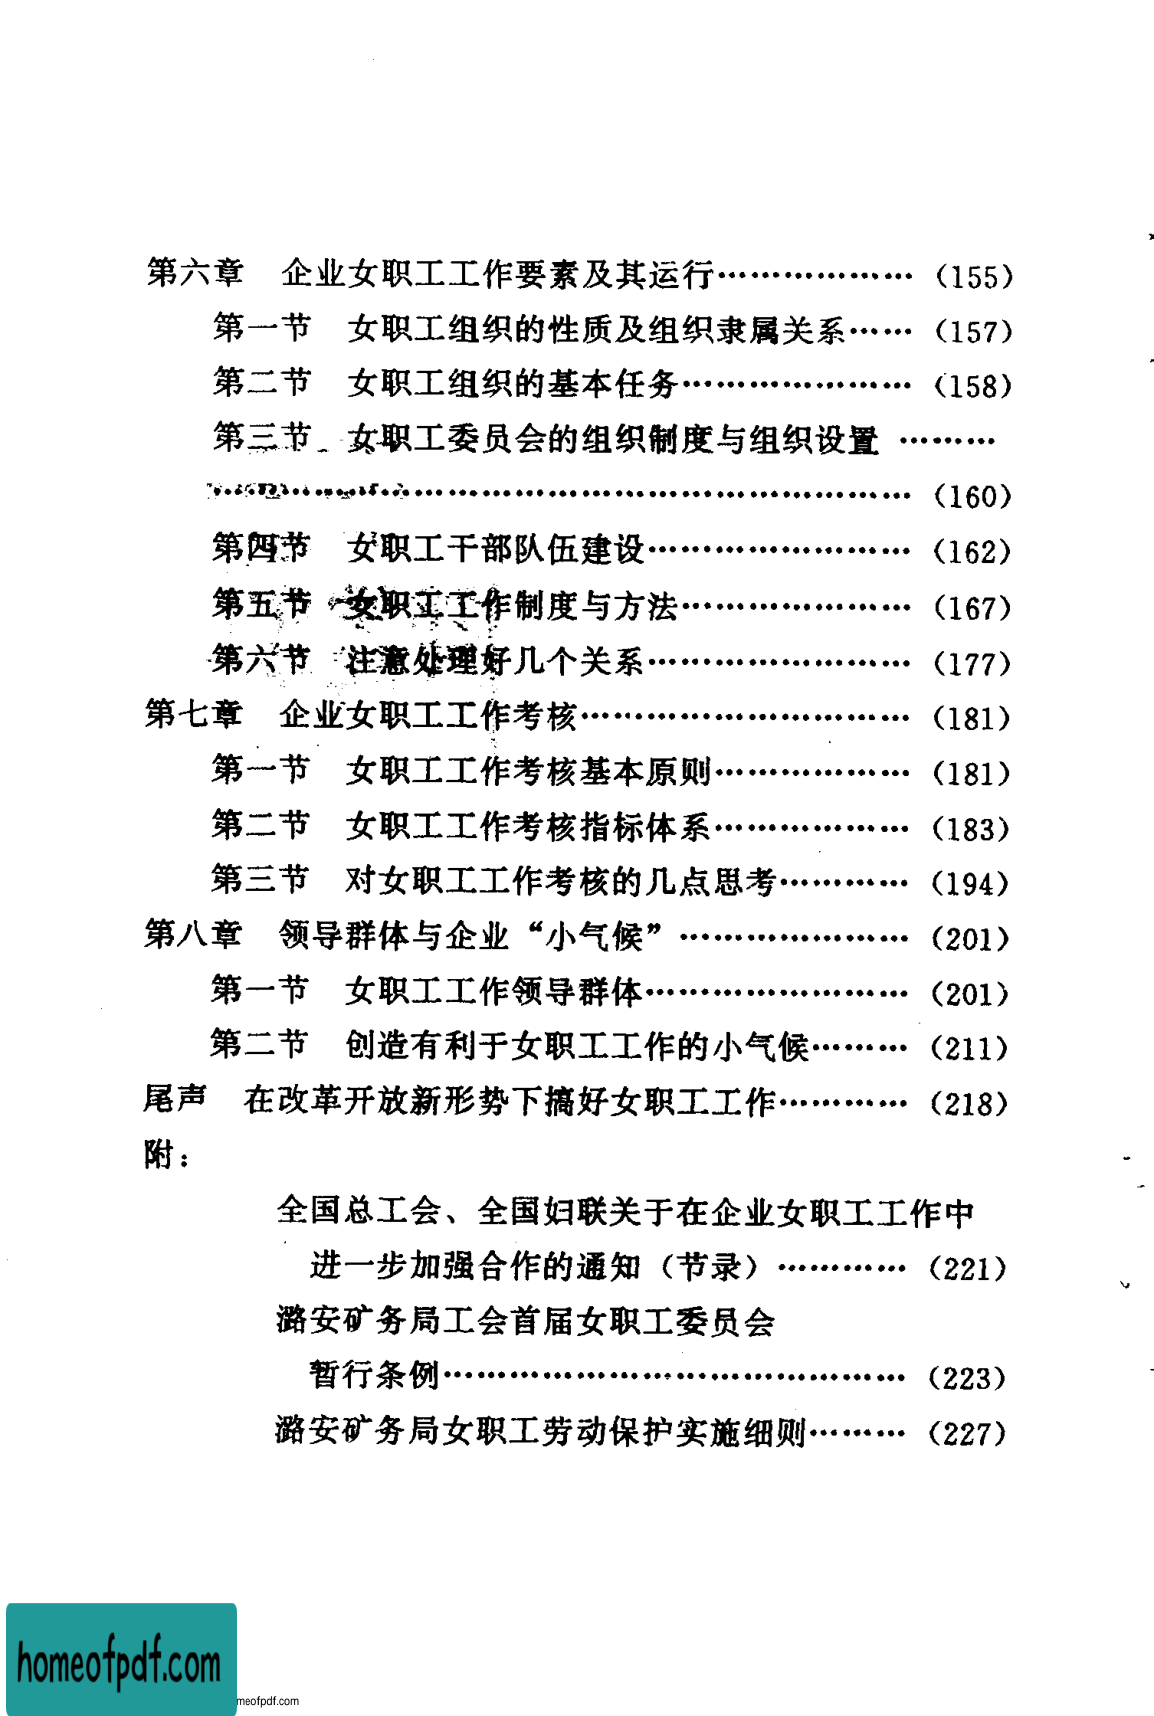 第六章　企业女职工工作要素及其运行………………（155）
第一节　女职工组织的性质及组织隶属关系……（157）
第二节　女职工组织的基本任务…………………（158）
第三节　女职工委员会的组织制度与组织设置………
……………………………………………………………（160）
第四节　女职工干部队伍建设……………………（162）
第五节　女职工工作制度与方法…………………（167）
第六节　注意处理好几个关系……………………（177）
第七章　企业女职工工作考核…………………………（181）
第一节　女职工工作考核基本原则………………（181）
第二节　女职工工作考核指标体系………………（183）
第三节　对女职工工作考核的几点思考…………（194）
第八章　领导群体与企业“小气候”…………………（201）
第一节　女职工工作领导群体……………………（201）
第二节　创造有利于女职工工作的小气候………（211）
尾声　在改革开放新形势下搞好女职工工作…………（218）
附：
全国总工会、全国妇联关于在企业女职工工作中
进一步加强合作的通知（节录）…………（221）
潞安矿务局工会首届女职工委员会
暂行条例……………………………………（223）
潞安矿务局女职工劳动保护实施细则………（227）
homeofpdf.com
meofpdf.com